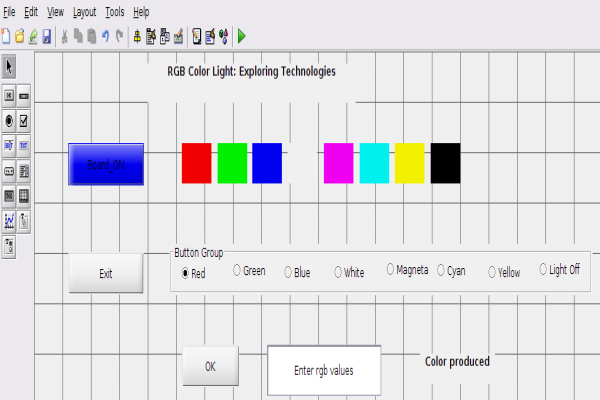 File Edit View Layout Tools Help
RGB Color Light: Exploring Technologies
Board_ON
Button Group
Exit
Red Green Blue White Magneta Cyan Yellow Light Off
OK
Enter rgb values
Color produced